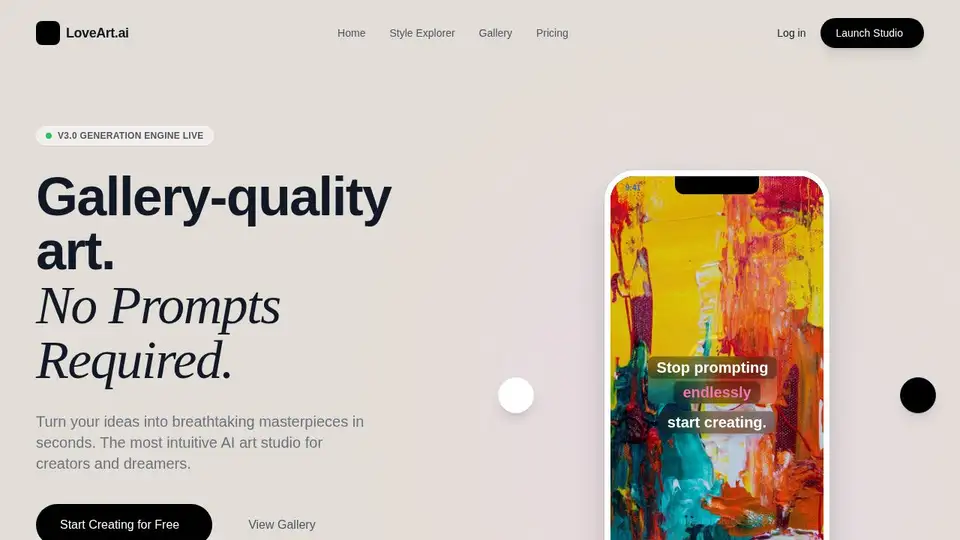 LoveArt.ai
Home
Style Explorer
Gallery
Pricing
Log in
Launch Studio
V3.0 GENERATION ENGINE LIVE
Gallery-quality
art.
No Prompts
Required.
Turn your ideas into breathtaking masterpieces in
seconds. The most intuitive AI art studio for
creators and dreamers.
Start Creating for Free
View Gallery
9:41
Stop prompting
endlessly
start creating.